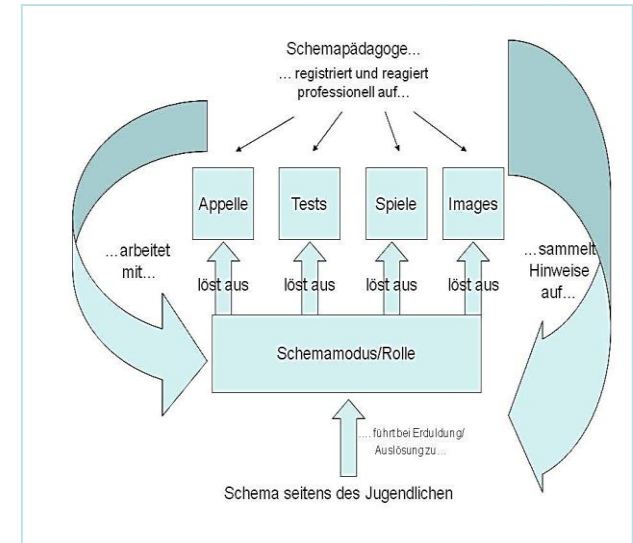 Schemapädagoge...
... registriert und reagiert
professionell auf...
Appelle
Tests
Spiele
Images
...arbeitet
mit...
...sammelt
Hinweise
auf...
löst aus
löst aus
löst aus
löst aus
Schemamodus/Rolle
.... führt bei Erduldung/
Auslösung zu...
Schema seitens des Jugendlichen